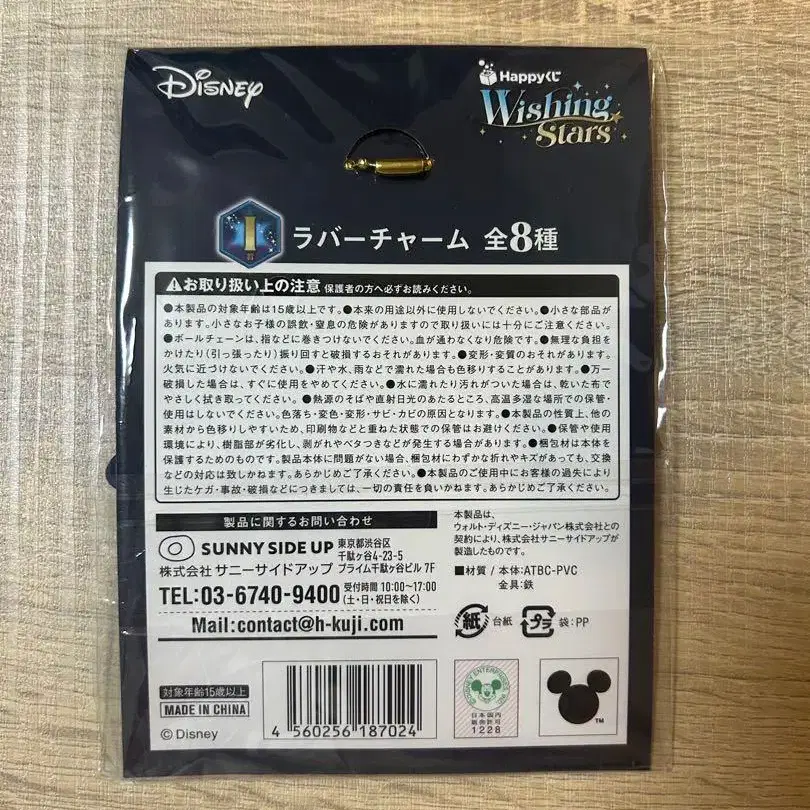 Disney
Happyくじ
Wishing
Stars
I賞 ラバーチャーム 全8種
お取り扱い上の注意 保護者の方へ必ずお読みください。
●本製品の対象年齢は15歳以上です。●本来の用途以外に使用しないでください。●小さな部品が
あります。小さなお子様の誤飲・窒息の危険がありますので取り扱いには十分にご注意ください。
●ボールチェーンは、指などに巻きつけないでください。血が通わなくなり危険です。●無理な負担を
かけたり(引っ張ったり)振り回すと破損するおそれがあります。●変形・変質のおそれがあります。
火気に近づけないでください。●汗や水、雨などで濡れた場合も色移りすることがあります。●万一
破損した場合は、すぐに使用をやめてください。●水に濡れたり汚れがついた場合は、乾いた布で
やさしく拭き取ってください。●熱源のそばや直射日光のあたるところ、高温多湿な場所での保管・
使用はしないでください。色落ち・変色・変形・サビ・カビの原因となります。●本製品の性質上、他の
素材から色移りしやすいため、印刷物などと重ねた状態での保管はお避けください。●保管や使用
環境により、樹脂部が劣化し、剥がれやベタつきなどが発生する場合があります。●梱包材は本体を
保護するためのものです。製品本体に問題がない場合、梱包材にわずかな折れやキズがあっても、交換
などの対応は致しかねます。あらかじめご了承ください。●本製品のご使用中にお客様の過失により
生じたケガ・事故・破損などにつきましては、一切の責任を負いかねます。あらかじめご了承ください。
製品に関するお問い合わせ
SUNNY SIDE UP 東京都渋谷区
千駄ヶ谷4-23-5
株式会社 サニーサイドアップ プライム千駄ヶ谷ビル 7F
TEL:03-6740-9400 受付時間 10:00〜17:00
(土・日・祝日を除く)
Mail:contact@h-kuji.com
本製品は、
ウォルト・ディズニー・ジャパン株式会社との
契約により、株式会社サニーサイドアップが
製造したものです。
■材質 / 本体:ATBC-PVC
金具:鉄
紙 台紙 プラ 袋:PP
対象年齢15歳以上
MADE IN CHINA
©Disney
4 560256 187024
DISNEY ENTERPRISES, INC.
日本国内
販売許可
1228
TM